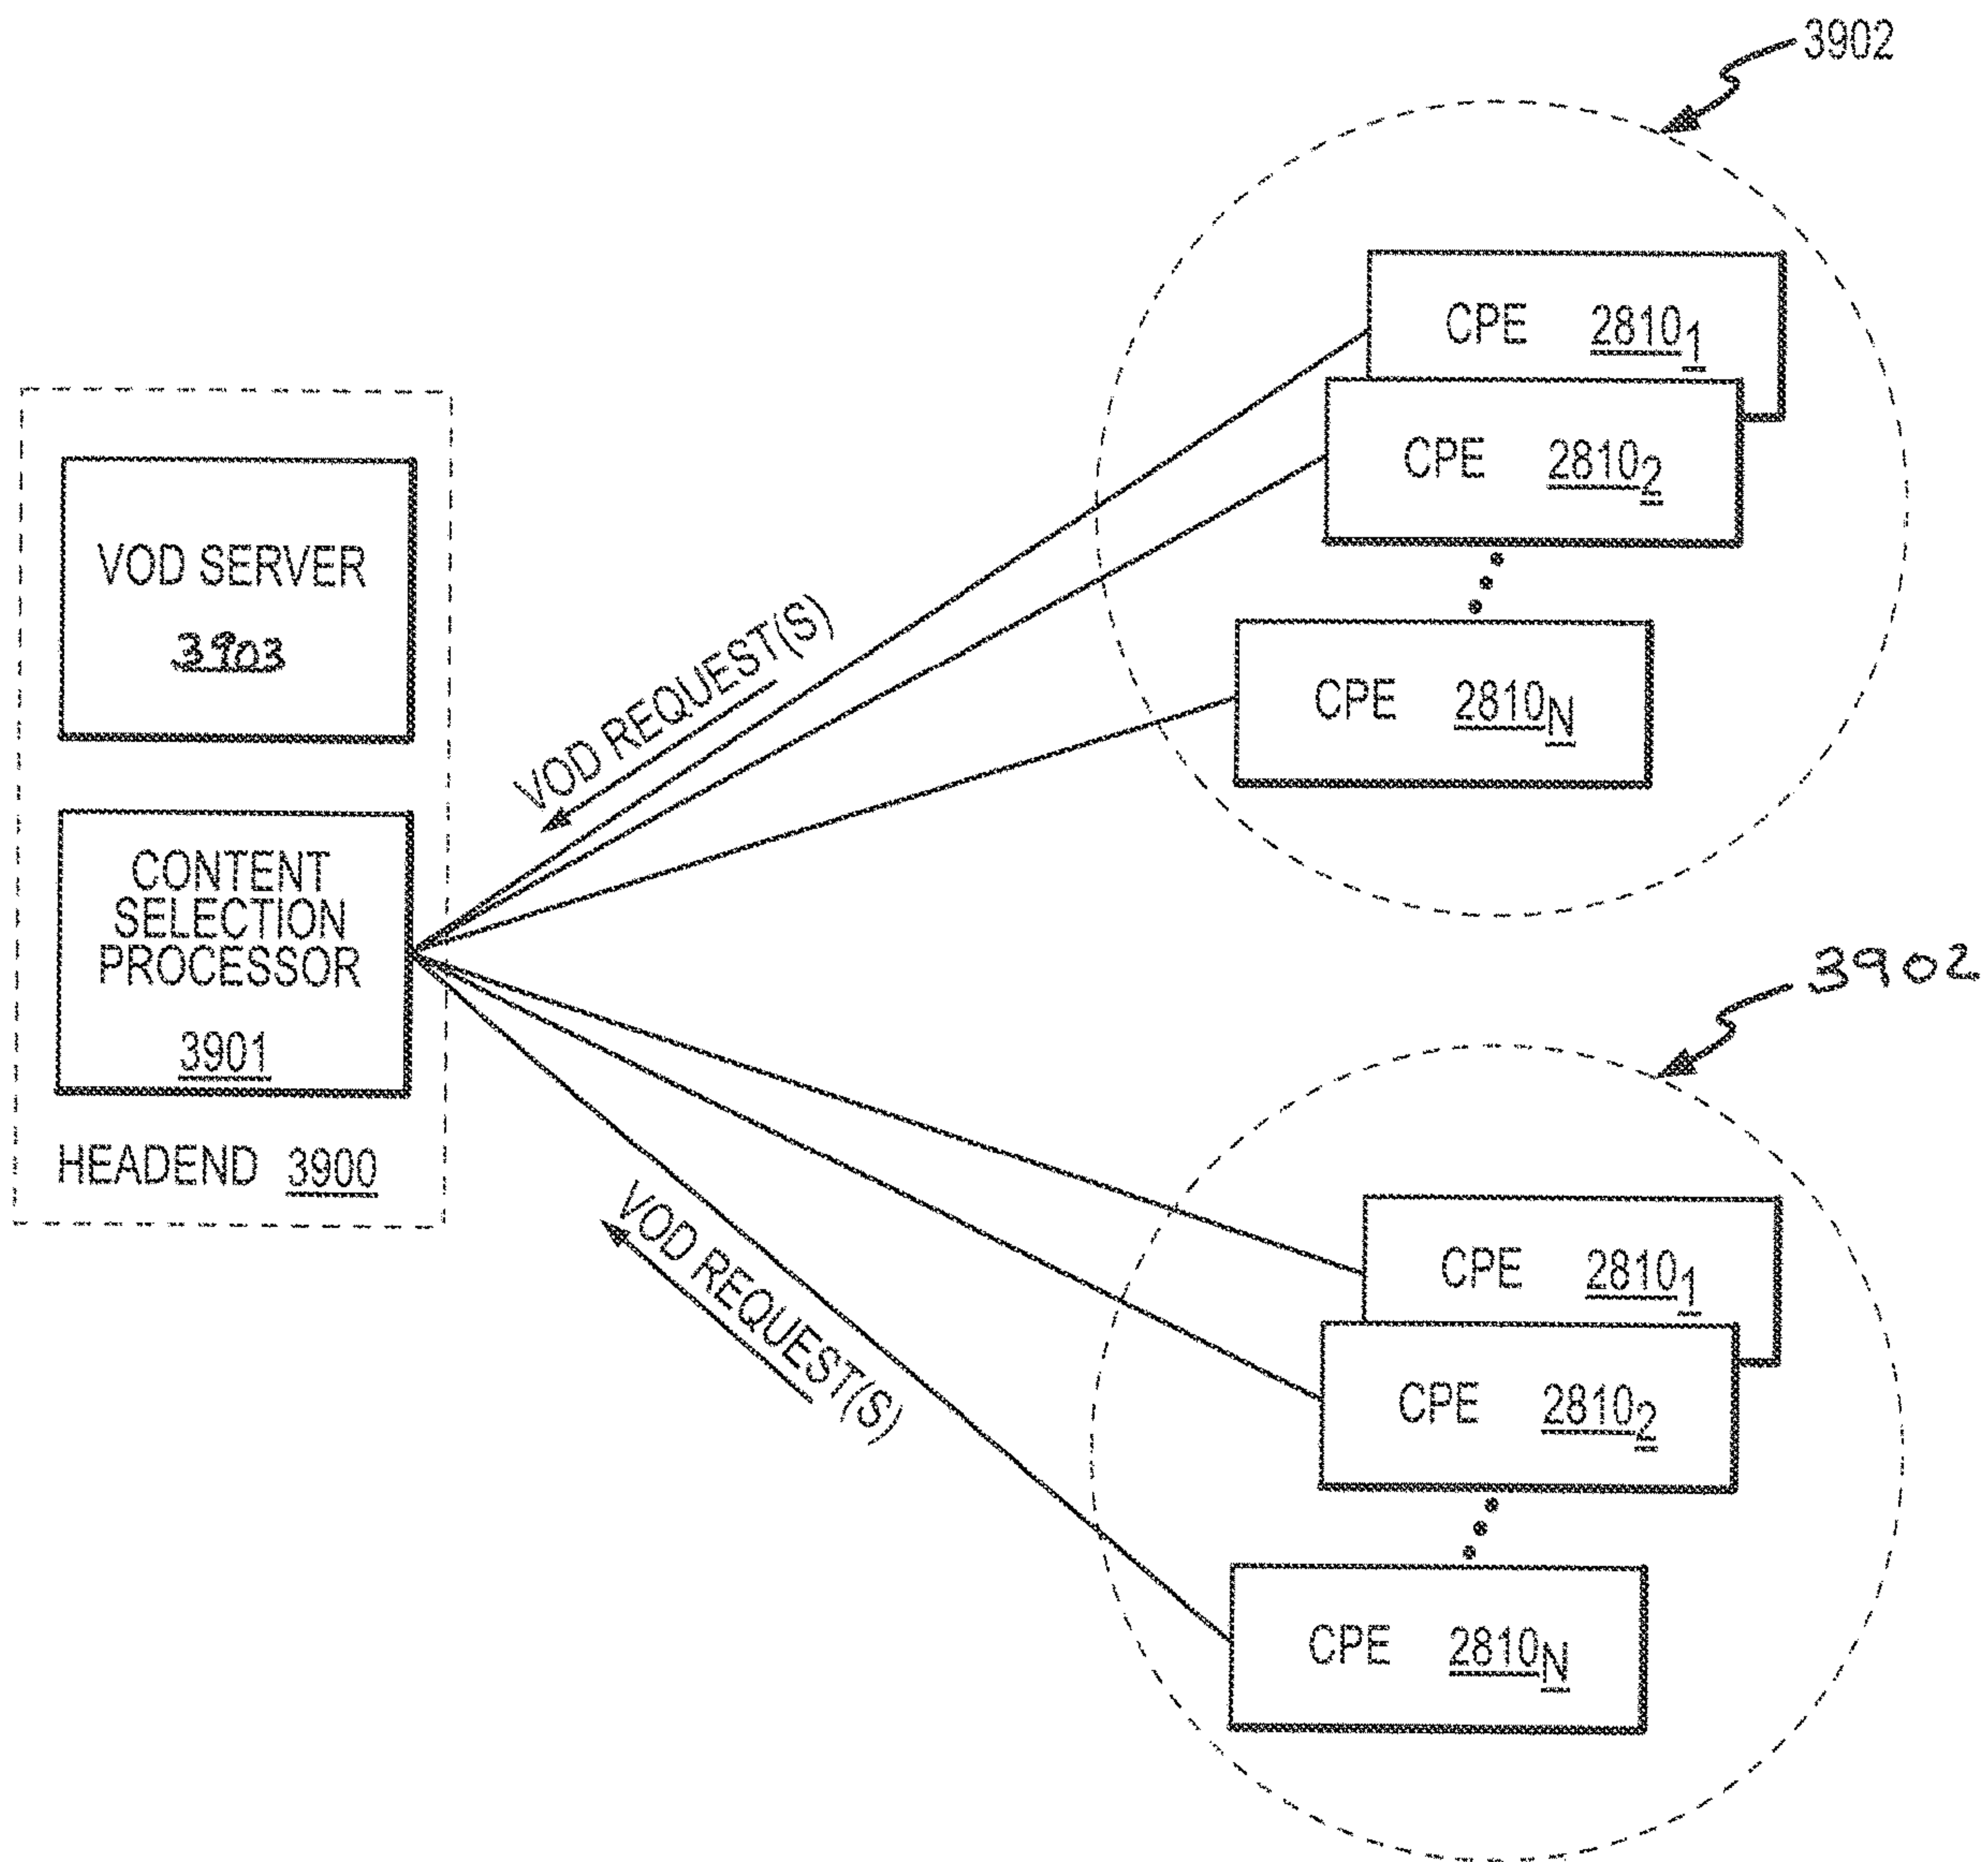 3902
CPE 2810₁
CPE 2810₂
CPE 2810N
VOD SERVER
3903
VOD REQUEST(S)
CONTENT
SELECTION
PROCESSOR
3901
HEADEND 3900
3902
VOD REQUEST(S)
CPE 2810₁
CPE 2810₂
CPE 2810N